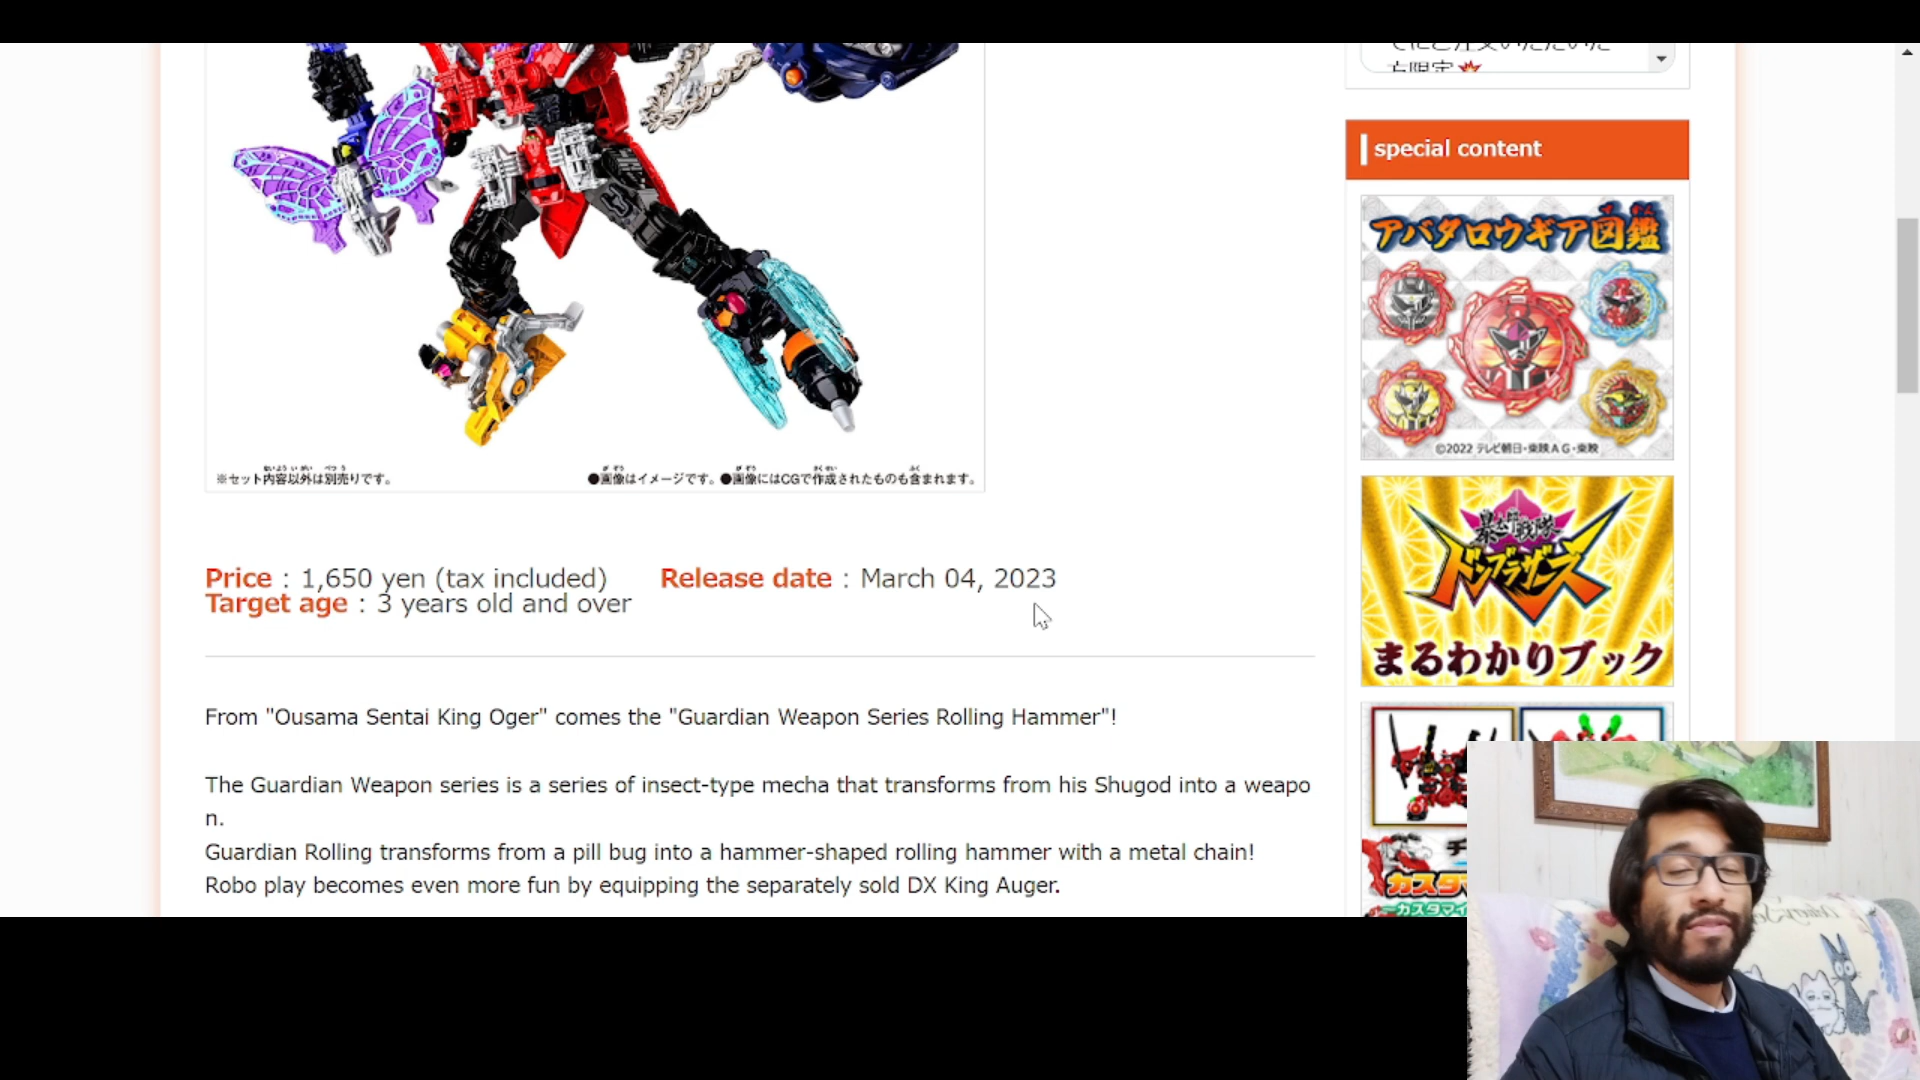 方限定
special content
アバタロウギア図鑑
©2022 テレビ朝日・東映AG・東映
※セット内容以外は別売りです。
●画像はイメージです。●画像にはCGで作成されたものも含まれます。
暴太郎戦隊
ドンブラザーズ
まるわかりブック
Price : 1,650 yen (tax included)
Release date : March 04, 2023
Target age : 3 years old and over
From "Ousama Sentai King Oger" comes the "Guardian Weapon Series Rolling Hammer"!
The Guardian Weapon series is a series of insect-type mecha that transforms from his Shugod into a weapo
n.
Guardian Rolling transforms from a pill bug into a hammer-shaped rolling hammer with a metal chain!
Robo play becomes even more fun by equipping the separately sold DX King Auger.